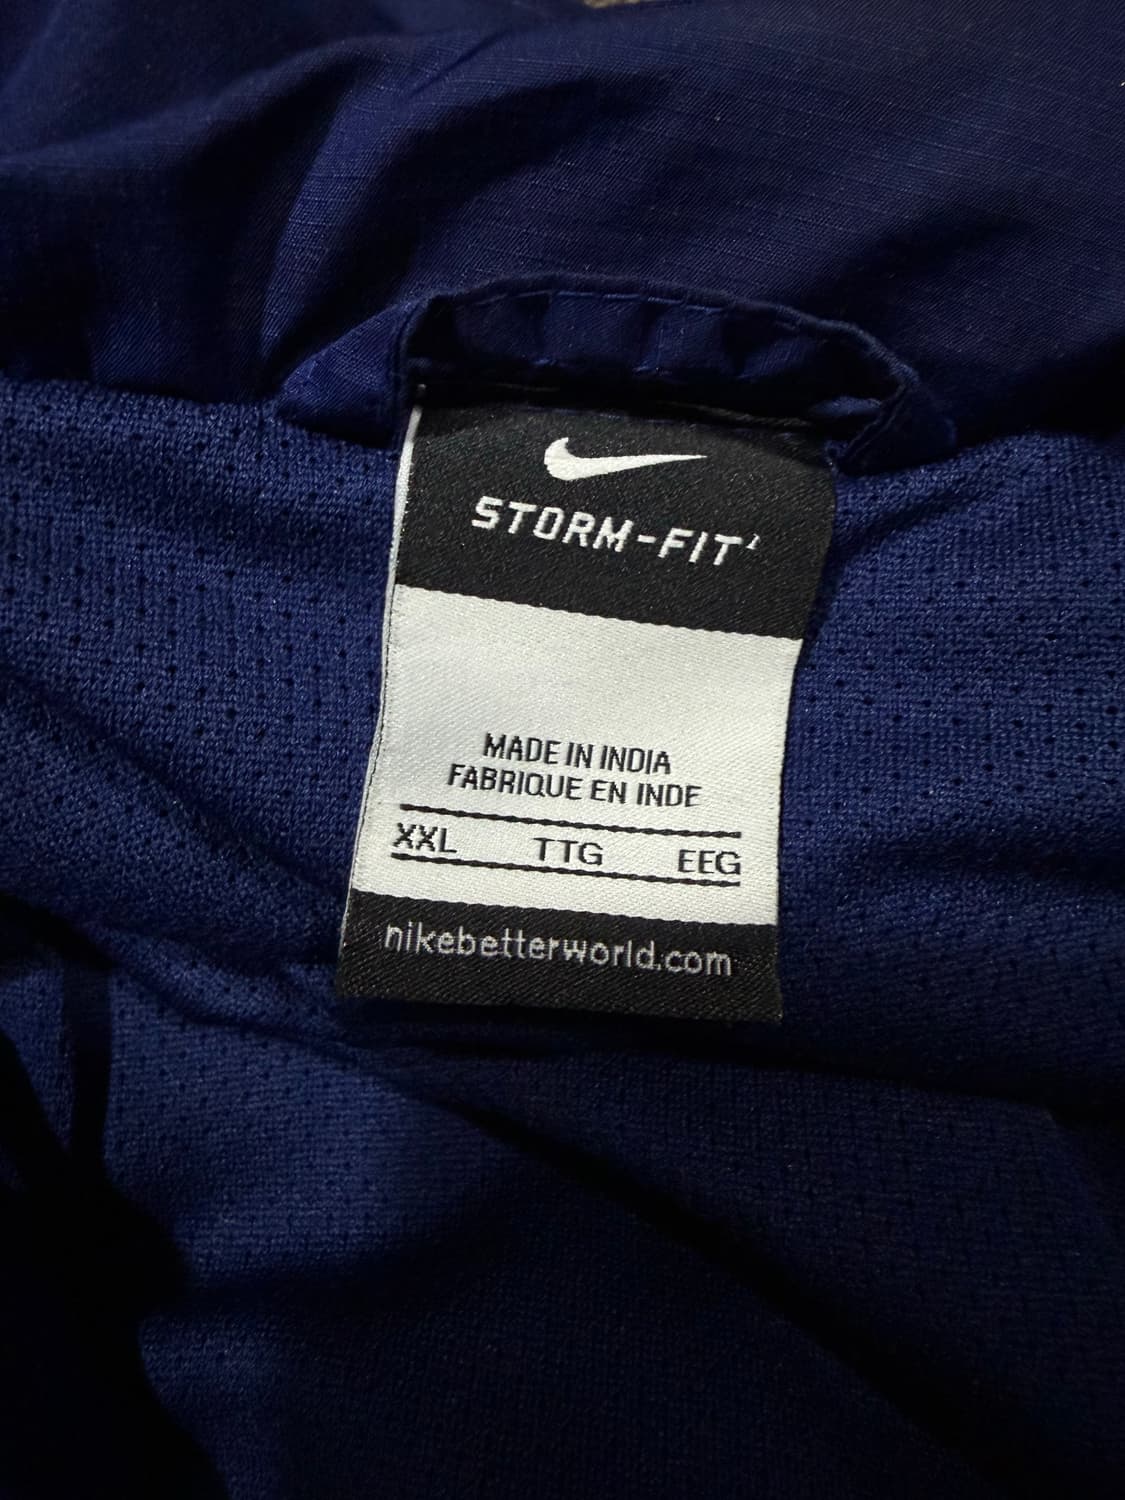 STORM-FIT
MADE IN INDIA
FABRIQUE EN INDE
XXL TTG EEG
nikebetterworld.com